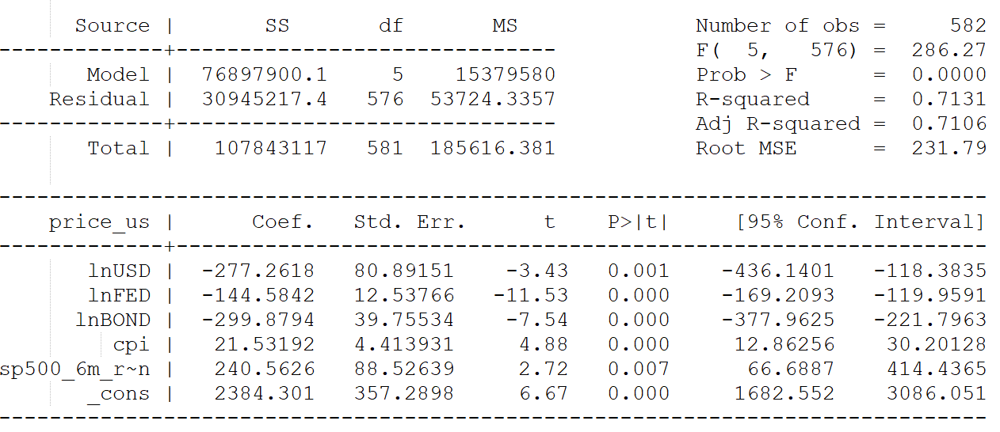 Source | SS df MS Number of obs = 582
-------------+------------------------------ F( 5, 576) = 286.27
Model | 76897900.1 5 15379580 Prob > F = 0.0000
Residual | 30945217.4 576 53724.3357 R-squared = 0.7131
-------------+------------------------------ Adj R-squared = 0.7106
Total | 107843117 581 185616.381 Root MSE = 231.79
------------------------------------------------------------------------------
price_us | Coef. Std. Err. t P>|t| [95% Conf. Interval]
-------------+----------------------------------------------------------------
lnUSD | -277.2618 80.89151 -3.43 0.001 -436.1401 -118.3835
lnFED | -144.5842 12.53766 -11.53 0.000 -169.2093 -119.9591
lnBOND | -299.8794 39.75534 -7.54 0.000 -377.9625 -221.7963
cpi | 21.53192 4.413931 4.88 0.000 12.86256 30.20128
sp500_6m_r~n | 240.5626 88.52639 2.72 0.007 66.6887 414.4365
_cons | 2384.301 357.2898 6.67 0.000 1682.552 3086.051
------------------------------------------------------------------------------